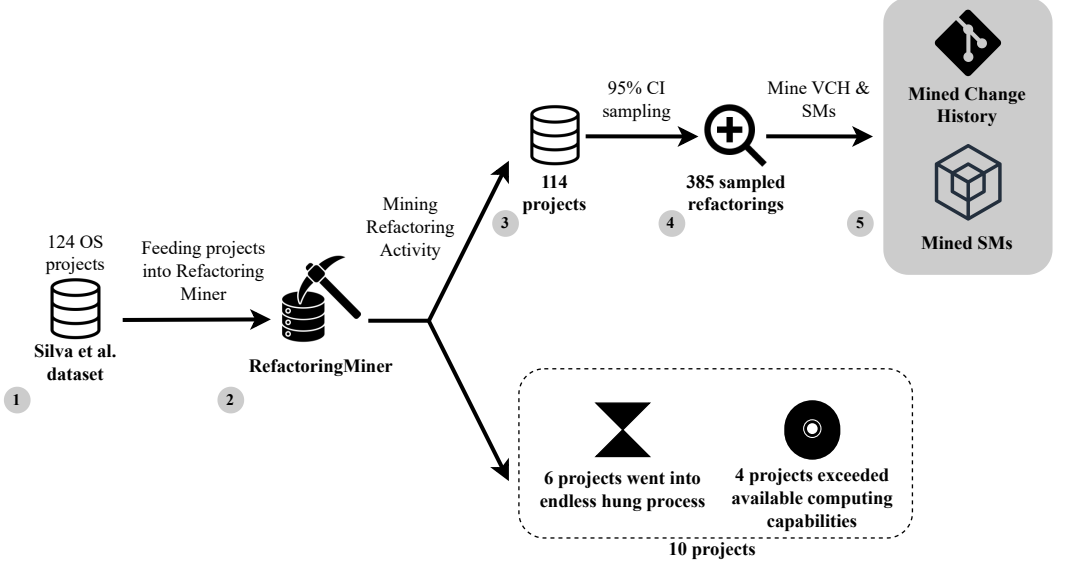 124 OS
projects
Silva et al.
dataset
1
Feeding projects
into Refactoring
Miner
RefactoringMiner
2
Mining
Refactoring
Activity
3
114
projects
95% CI
sampling
4
385 sampled
refactorings
Mine VCH &
SMs
5
Mined Change
History
Mined SMs
6 projects went into
endless hung process
4 projects exceeded
available computing
capabilities
10 projects